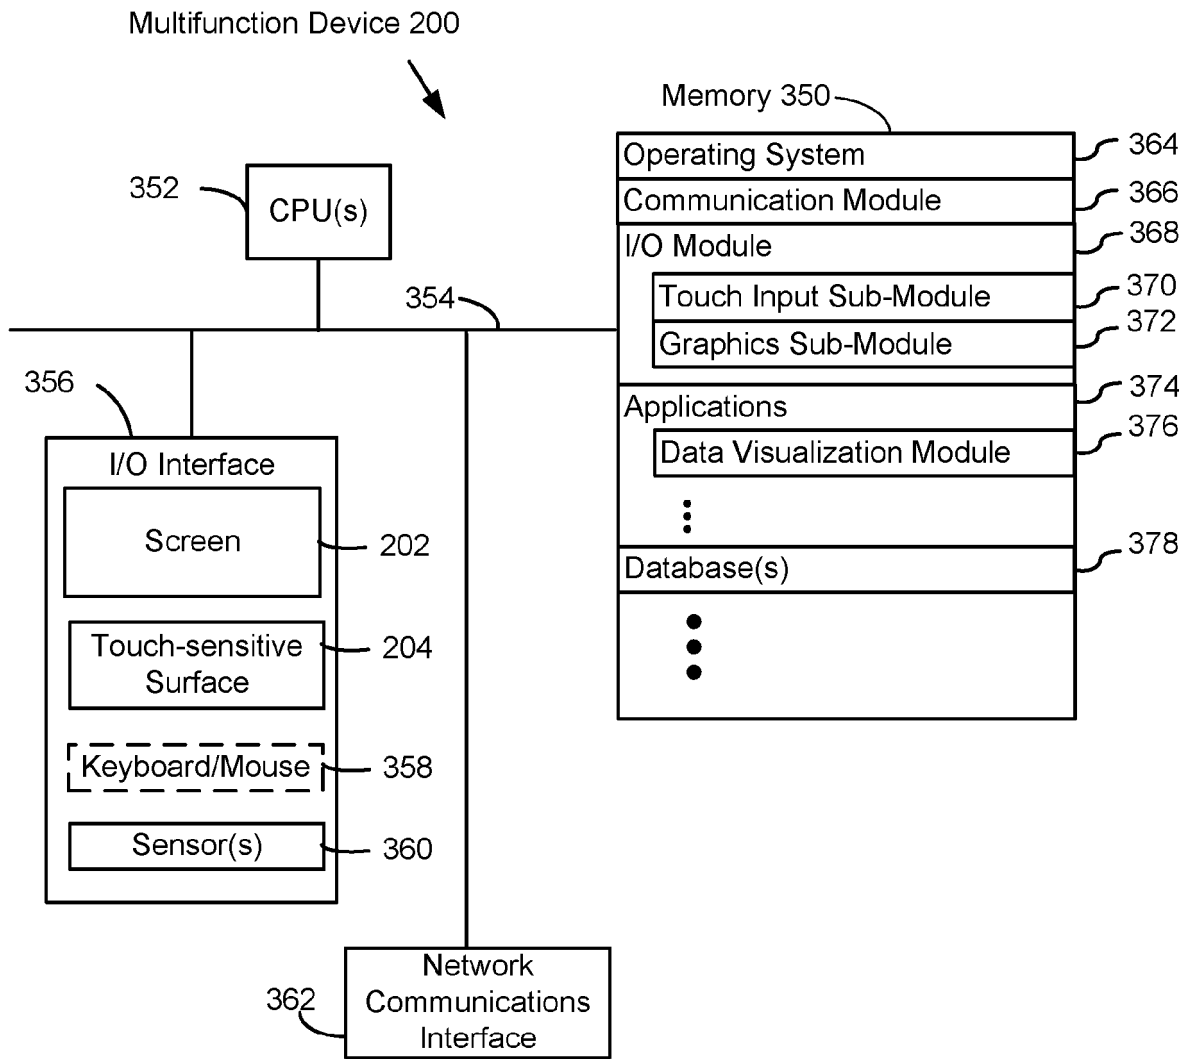 Multifunction Device 200
Memory 350
Operating System
364
352
CPU(s)
Communication Module
366
I/O Module
368
354
Touch Input Sub-Module
370
Graphics Sub-Module
372
356
Applications
374
Data Visualization Module
376
I/O Interface
Screen
202
Database(s)
378
Touch-sensitive
Surface
204
Keyboard/Mouse
358
Sensor(s)
360
Network
Communications
Interface
362